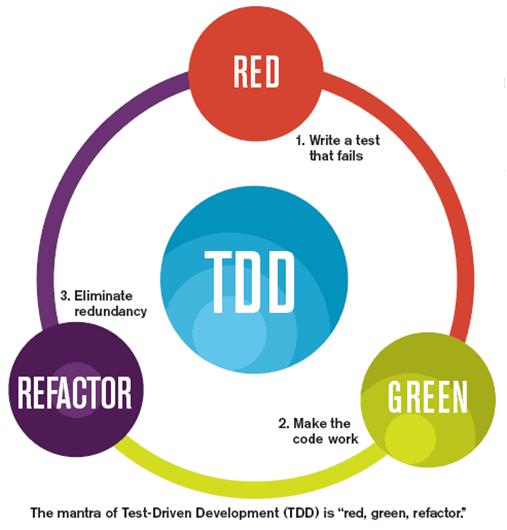 RED
1. Write a test
that fails
TDD
3. Eliminate
redundancy
REFACTOR
GREEN
2. Make the
code work
The mantra of Test-Driven Development (TDD) is “red, green, refactor.”